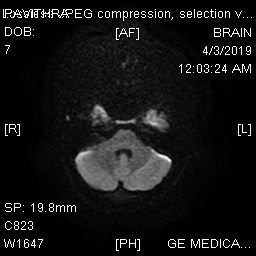 JPEG compression, selection v...
DOB:
[AF]
BRAIN
7
4/3/2019
12:03:24 AM
[R]
[L]
SP: 19.8mm
C823
W1647
[PH]
GE MEDICA...